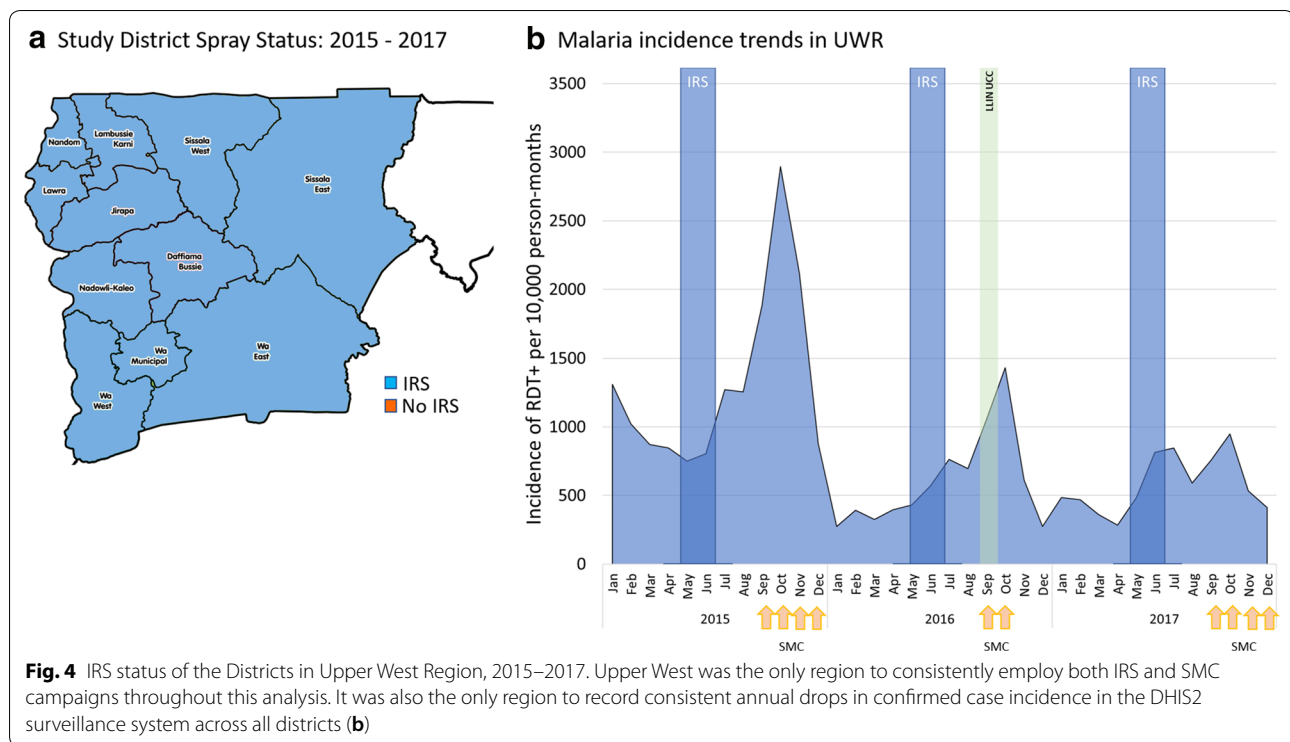 a Study District Spray Status: 2015 - 2017
Nandom
Lambussie
Karni
Sissala
West
Sissala
East
Lawra
Jirapa
Daffiama
Bussie
Nadowli-Kaleo
Wa
Municipal
Wa
East
Wa
West
IRS
No IRS
b Malaria incidence trends in UWR
Incidence of RDT+ per 10,000 person-months
3500
3000
2500
2000
1500
1000
500
0
IRS
IRS
LLIN UCC
IRS
Jan Feb Mar Apr May Jun Jul Aug Sep Oct Nov Dec Jan Feb Mar Apr May Jun Jul Aug Sep Oct Nov Dec Jan Feb Mar Apr May Jun Jul Aug Sep Oct Nov Dec
2015 2016 2017
SMC SMC SMC
Fig. 4 IRS status of the Districts in Upper West Region, 2015–2017. Upper West was the only region to consistently employ both IRS and SMC
campaigns throughout this analysis. It was also the only region to record consistent annual drops in confirmed case incidence in the DHIS2
surveillance system across all districts (b)